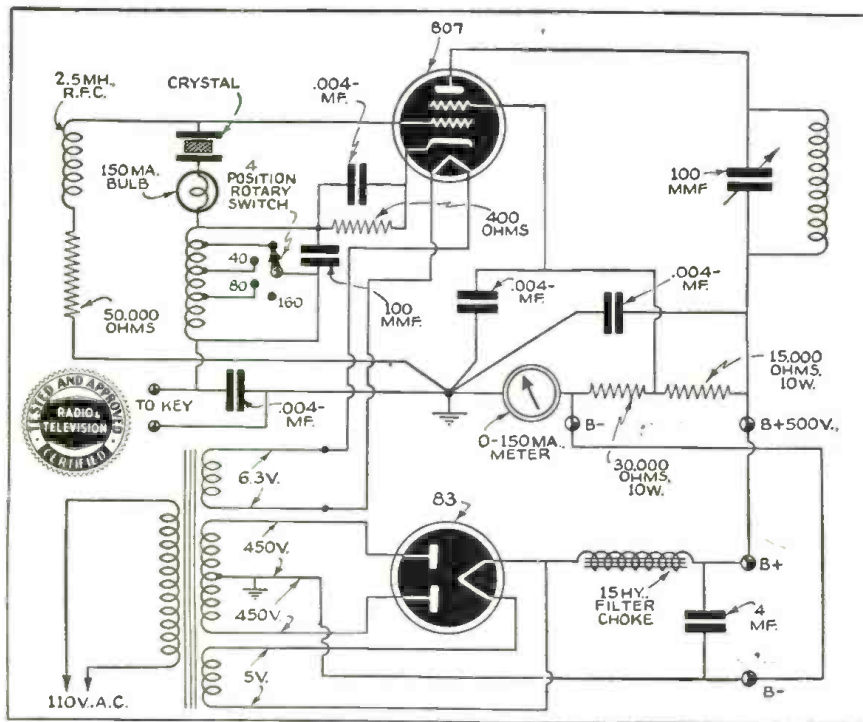 807
2.5MH.
R.F.C.
CRYSTAL
.004-
MF.
150 MA.
BULB
4
POSITION
ROTARY
SWITCH
100
MMF
400
OHMS
40
80
160
.004-
MF.
.004-
MF.
50,000
OHMS
100
MMF.
15,000
OHMS,
10W.
TESTED AND APPROVED
RADIO &
TELEVISION
CERTIFIED
TO KEY
.004-
MF.
0-150 MA.
METER
B-
B+500V.
30,000
OHMS,
10W.
6.3V.
83
450V.
450V.
B+
15 HY.
FILTER
CHOKE
4
MF.
5V.
110V. A.C.
B-